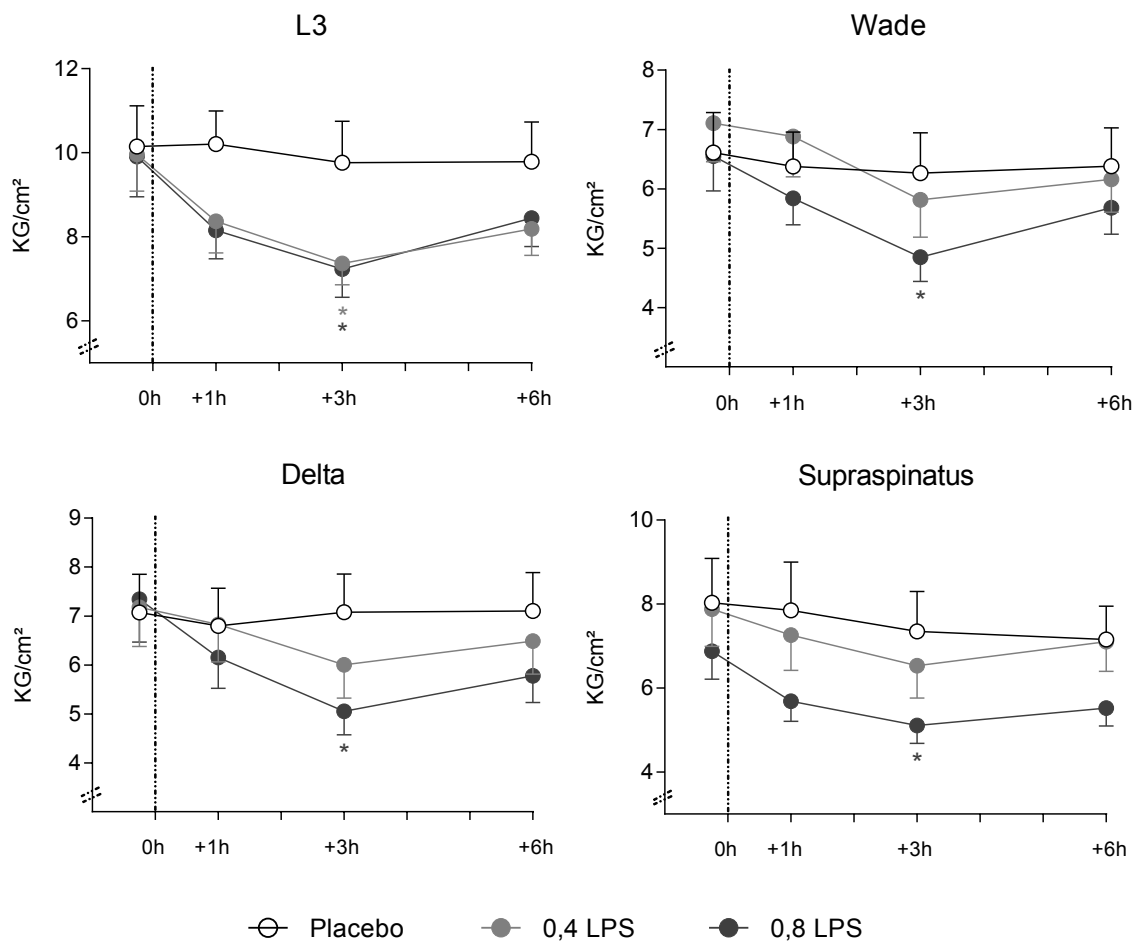 L3
12
10
8
6
KG/cm²
0h +1h +3h +6h
*
*
Wade
8
7
6
5
4
KG/cm²
0h +1h +3h +6h
*
Delta
9
8
7
6
5
4
KG/cm²
0h +1h +3h +6h
*
Supraspinatus
10
8
6
4
KG/cm²
0h +1h +3h +6h
*
Placebo 0,4 LPS 0,8 LPS